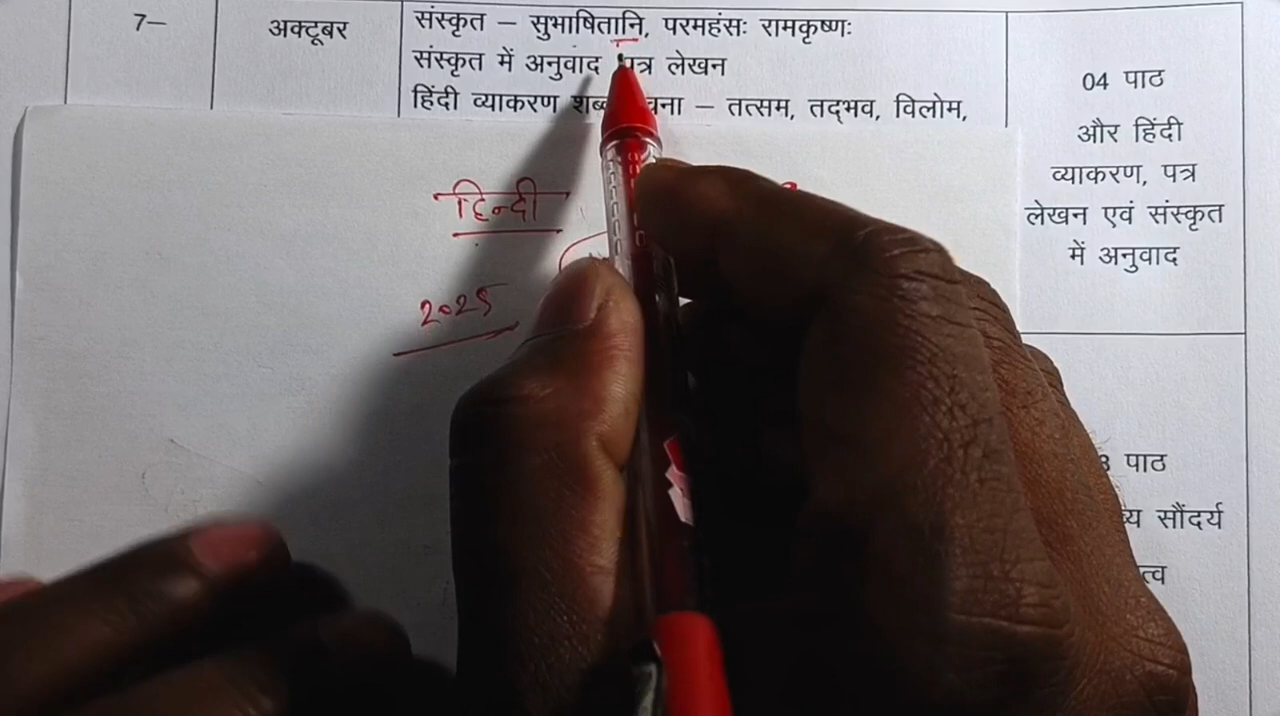 7–
अक्टूबर
संस्कृत – सुभाषितानि, परमहंसः रामकृष्णः
संस्कृत में अनुवाद पत्र लेखन
हिंदी व्याकरण – तत्सम, तद्भव, विलोम,
04 पाठ
और हिंदी
व्याकरण, पत्र
लेखन एवं संस्कृत
में अनुवाद
हिन्दी
2025
पाठ
सौंदर्य